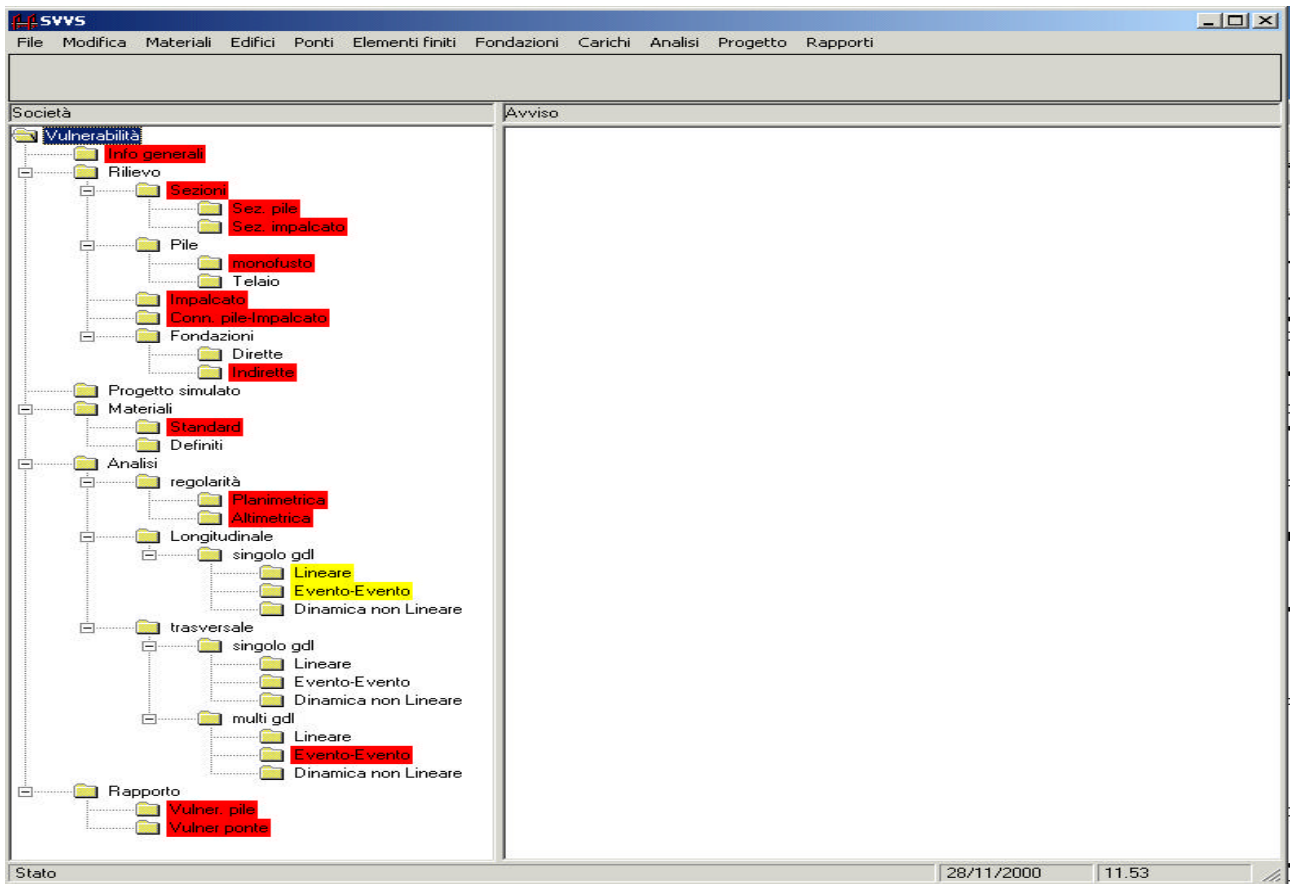 SVVS
File Modifica Materiali Edifici Ponti Elementi finiti Fondazioni Carichi Analisi Progetto Rapporti
Società
Avviso
Vulnerabilità
Info generali
Rilievo
Sezioni
Sez. pile
Sez. impalcato
Pile
monofusto
Telaio
Impalcato
Conn. pile-Impalcato
Fondazioni
Dirette
Indirette
Progetto simulato
Materiali
Standard
Definiti
Analisi
regolarità
Planimetrica
Altimetrica
Longitudinale
singolo gdl
Lineare
Evento-Evento
Dinamica non Lineare
trasversale
singolo gdl
Lineare
Evento-Evento
Dinamica non Lineare
multi gdl
Lineare
Evento-Evento
Dinamica non Lineare
Rapporto
Vulner. pile
Vulner.ponte
Stato
28/11/2000
11.53